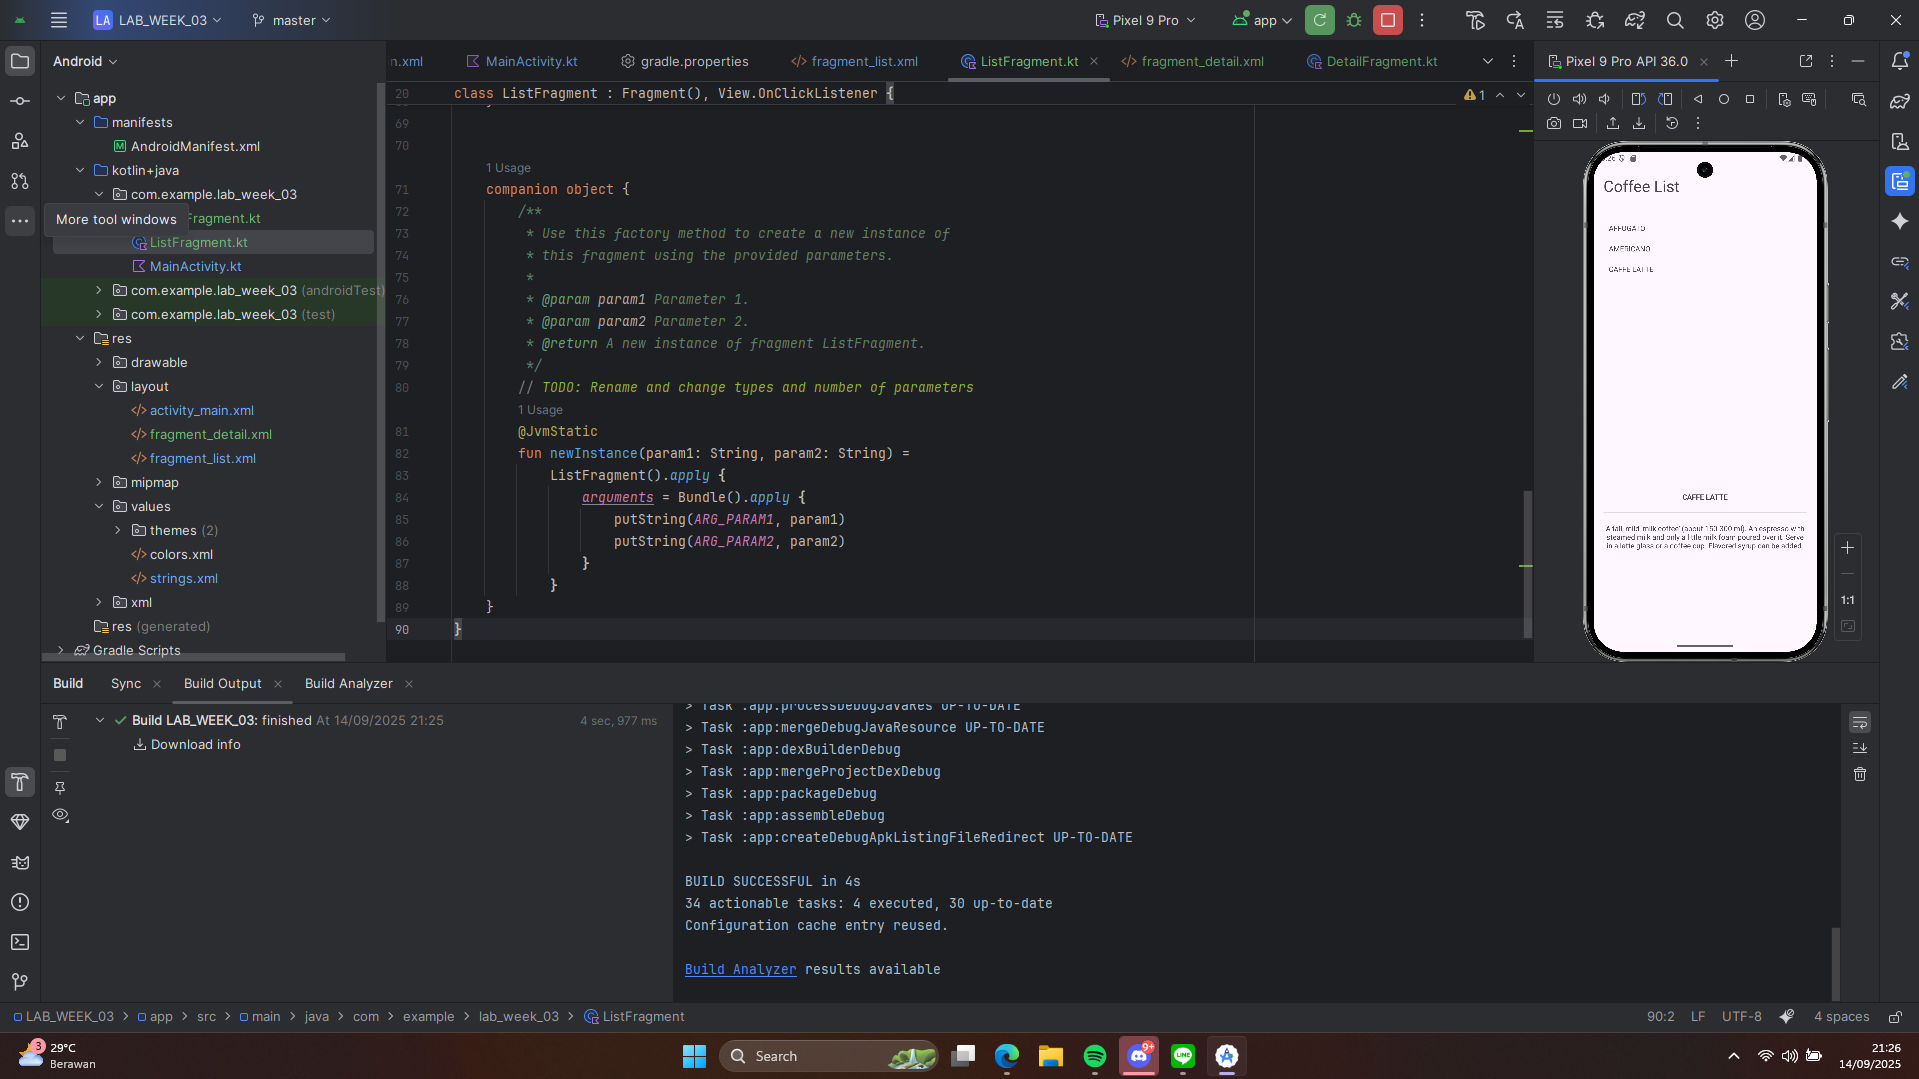 LA LAB_WEEK_03
master
Pixel 9 Pro
app
Android
n.xml
MainActivity.kt
gradle.properties
fragment_list.xml
ListFragment.kt
fragment_detail.xml
DetailFragment.kt
Pixel 9 Pro API 36.0
app
manifests
AndroidManifest.xml
kotlin+java
com.example.lab_week_03
Fragment.kt
More tool windows
ListFragment.kt
MainActivity.kt
com.example.lab_week_03 (androidTest)
com.example.lab_week_03 (test)
res
drawable
layout
activity_main.xml
fragment_detail.xml
fragment_list.xml
mipmap
values
themes (2)
colors.xml
strings.xml
xml
res (generated)
Gradle Scripts
20 class ListFragment : Fragment(), View.OnClickListener {
1
69
70
1 Usage
71 companion object {
72 /**
73 * Use this factory method to create a new instance of
74 * this fragment using the provided parameters.
75 *
76 * @param param1 Parameter 1.
77 * @param param2 Parameter 2.
78 * @return A new instance of fragment ListFragment.
79 */
80 // TODO: Rename and change types and number of parameters
1 Usage
81 @JvmStatic
82 fun newInstance(param1: String, param2: String) =
83 ListFragment().apply {
84 arguments = Bundle().apply {
85 putString(ARG_PARAM1, param1)
86 putString(ARG_PARAM2, param2)
87 }
88 }
89 }
90 }
Coffee List
AFFOGATO
AMERICANO
CAFFE LATTE
CAFFE LATTE
A tall, mild 'milk coffee' (about 150-300 ml). An espresso with
steamed milk and only a little milk foam poured over it. Serve
in a latte glass or a coffee cup. Flavored syrup can be added.
1:1
Build
Sync
Build Output
Build Analyzer
Build LAB_WEEK_03: finished At 14/09/2025 21:25
4 sec, 977 ms
Download info
> Task :app:processDebugJavaRes UP-TO-DATE
> Task :app:mergeDebugJavaResource UP-TO-DATE
> Task :app:dexBuilderDebug
> Task :app:mergeProjectDexDebug
> Task :app:packageDebug
> Task :app:assembleDebug
> Task :app:createDebugApkListingFileRedirect UP-TO-DATE
BUILD SUCCESSFUL in 4s
34 actionable tasks: 4 executed, 30 up-to-date
Configuration cache entry reused.
Build Analyzer results available
LAB_WEEK_03 > app > src > main > java > com > example > lab_week_03 > ListFragment
90:2
LF
UTF-8
4 spaces
3
29°C
Berawan
Search
9+
LINE
21:26
14/09/2025